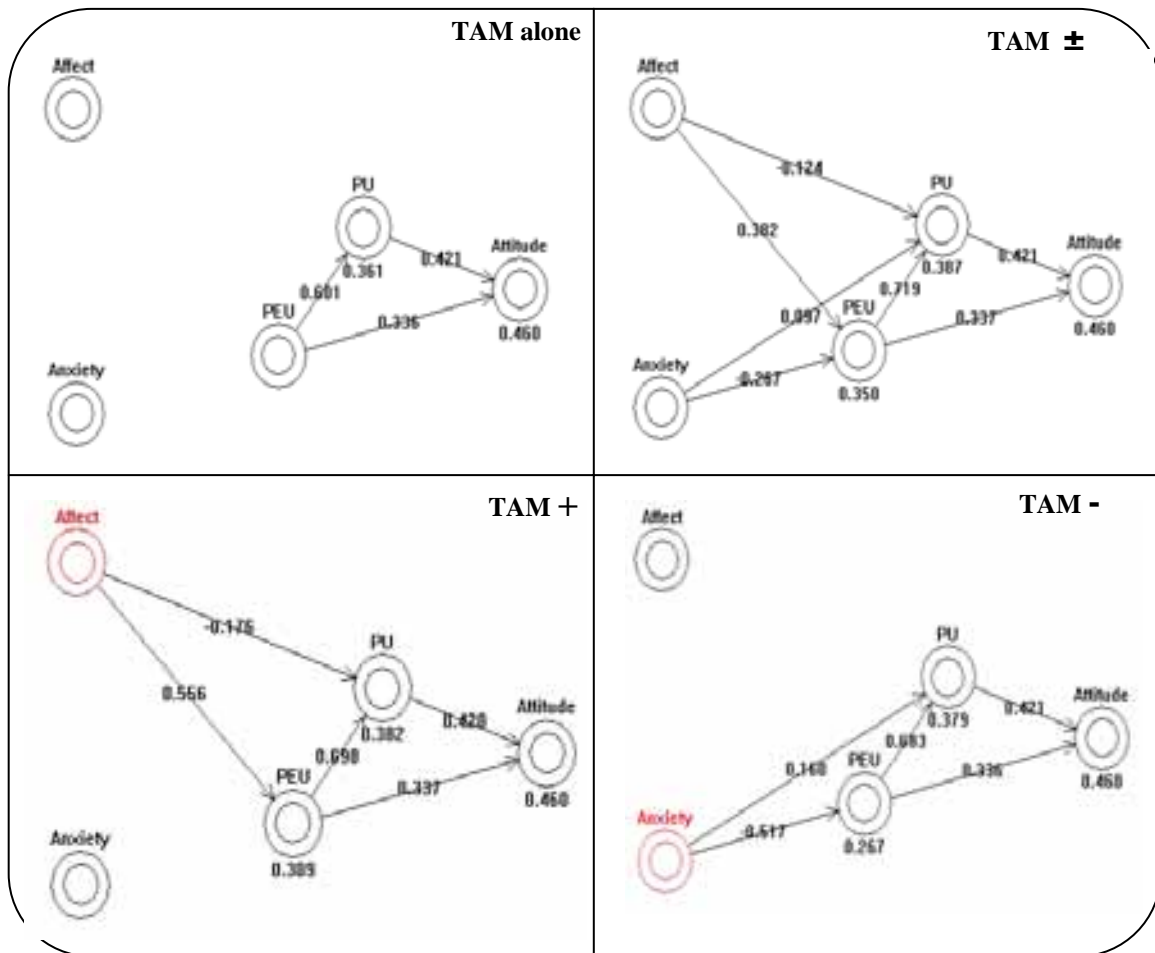 TAM alone
Affect
PU
0.361
0.421
Attitude
0.460
0.601
PEU
0.336
Anxiety
TAM ±
Affect
-0.124
PU
0.387
0.382
0.421
Attitude
0.460
0.719
0.097
PEU
0.350
0.337
Anxiety
-0.267
TAM +
Affect
-0.176
PU
0.382
0.566
0.420
Attitude
0.460
0.698
PEU
0.309
0.337
Anxiety
TAM -
Affect
PU
0.379
0.421
Attitude
0.460
0.160
0.683
PEU
0.267
0.336
Anxiety
-0.517